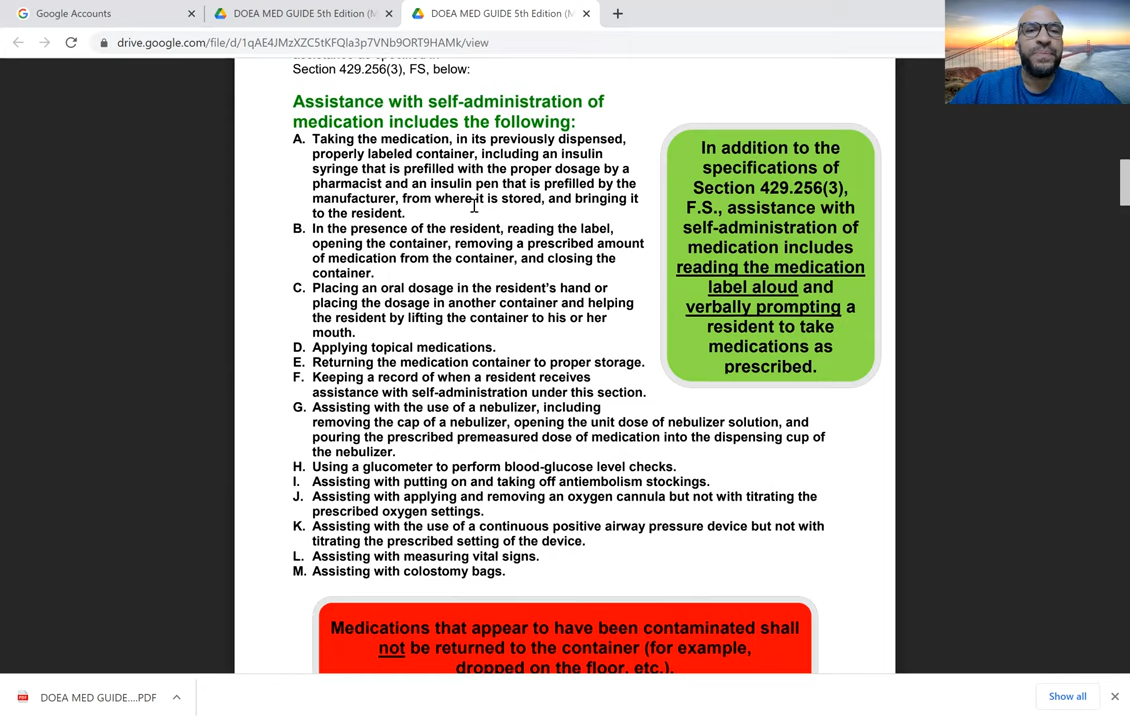 Google Accounts
DOEA MED GUIDE 5th Edition (M
DOEA MED GUIDE 5th Edition (M
drive.google.com/file/d/1qAE4JMzXZC5tKFQIa3p7VNb9ORT9HAMk/view
Section 429.256(3), FS, below:
Assistance with self-administration of
medication includes the following:
A. Taking the medication, in its previously dispensed,
properly labeled container, including an insulin
syringe that is prefilled with the proper dosage by a
pharmacist and an insulin pen that is prefilled by the
manufacturer, from where it is stored, and bringing it
to the resident.
B. In the presence of the resident, reading the label,
opening the container, removing a prescribed amount
of medication from the container, and closing the
container.
C. Placing an oral dosage in the resident's hand or
placing the dosage in another container and helping
the resident by lifting the container to his or her
mouth.
D. Applying topical medications.
E. Returning the medication container to proper storage.
F. Keeping a record of when a resident receives
assistance with self-administration under this section.
G. Assisting with the use of a nebulizer, including
removing the cap of a nebulizer, opening the unit dose of nebulizer solution, and
pouring the prescribed premeasured dose of medication into the dispensing cup of
the nebulizer.
H. Using a glucometer to perform blood-glucose level checks.
I. Assisting with putting on and taking off antiembolism stockings.
J. Assisting with applying and removing an oxygen cannula but not with titrating the
prescribed oxygen settings.
K. Assisting with the use of a continuous positive airway pressure device but not with
titrating the prescribed setting of the device.
L. Assisting with measuring vital signs.
M. Assisting with colostomy bags.
In addition to the
specifications of
Section 429.256(3),
F.S., assistance with
self-administration of
medication includes
reading the medication
label aloud and
verbally prompting a
resident to take
medications as
prescribed.
Medications that appear to have been contaminated shall
not be returned to the container (for example,
dropped on the floor, etc.).
DOEA MED GUIDE....PDF
Show all